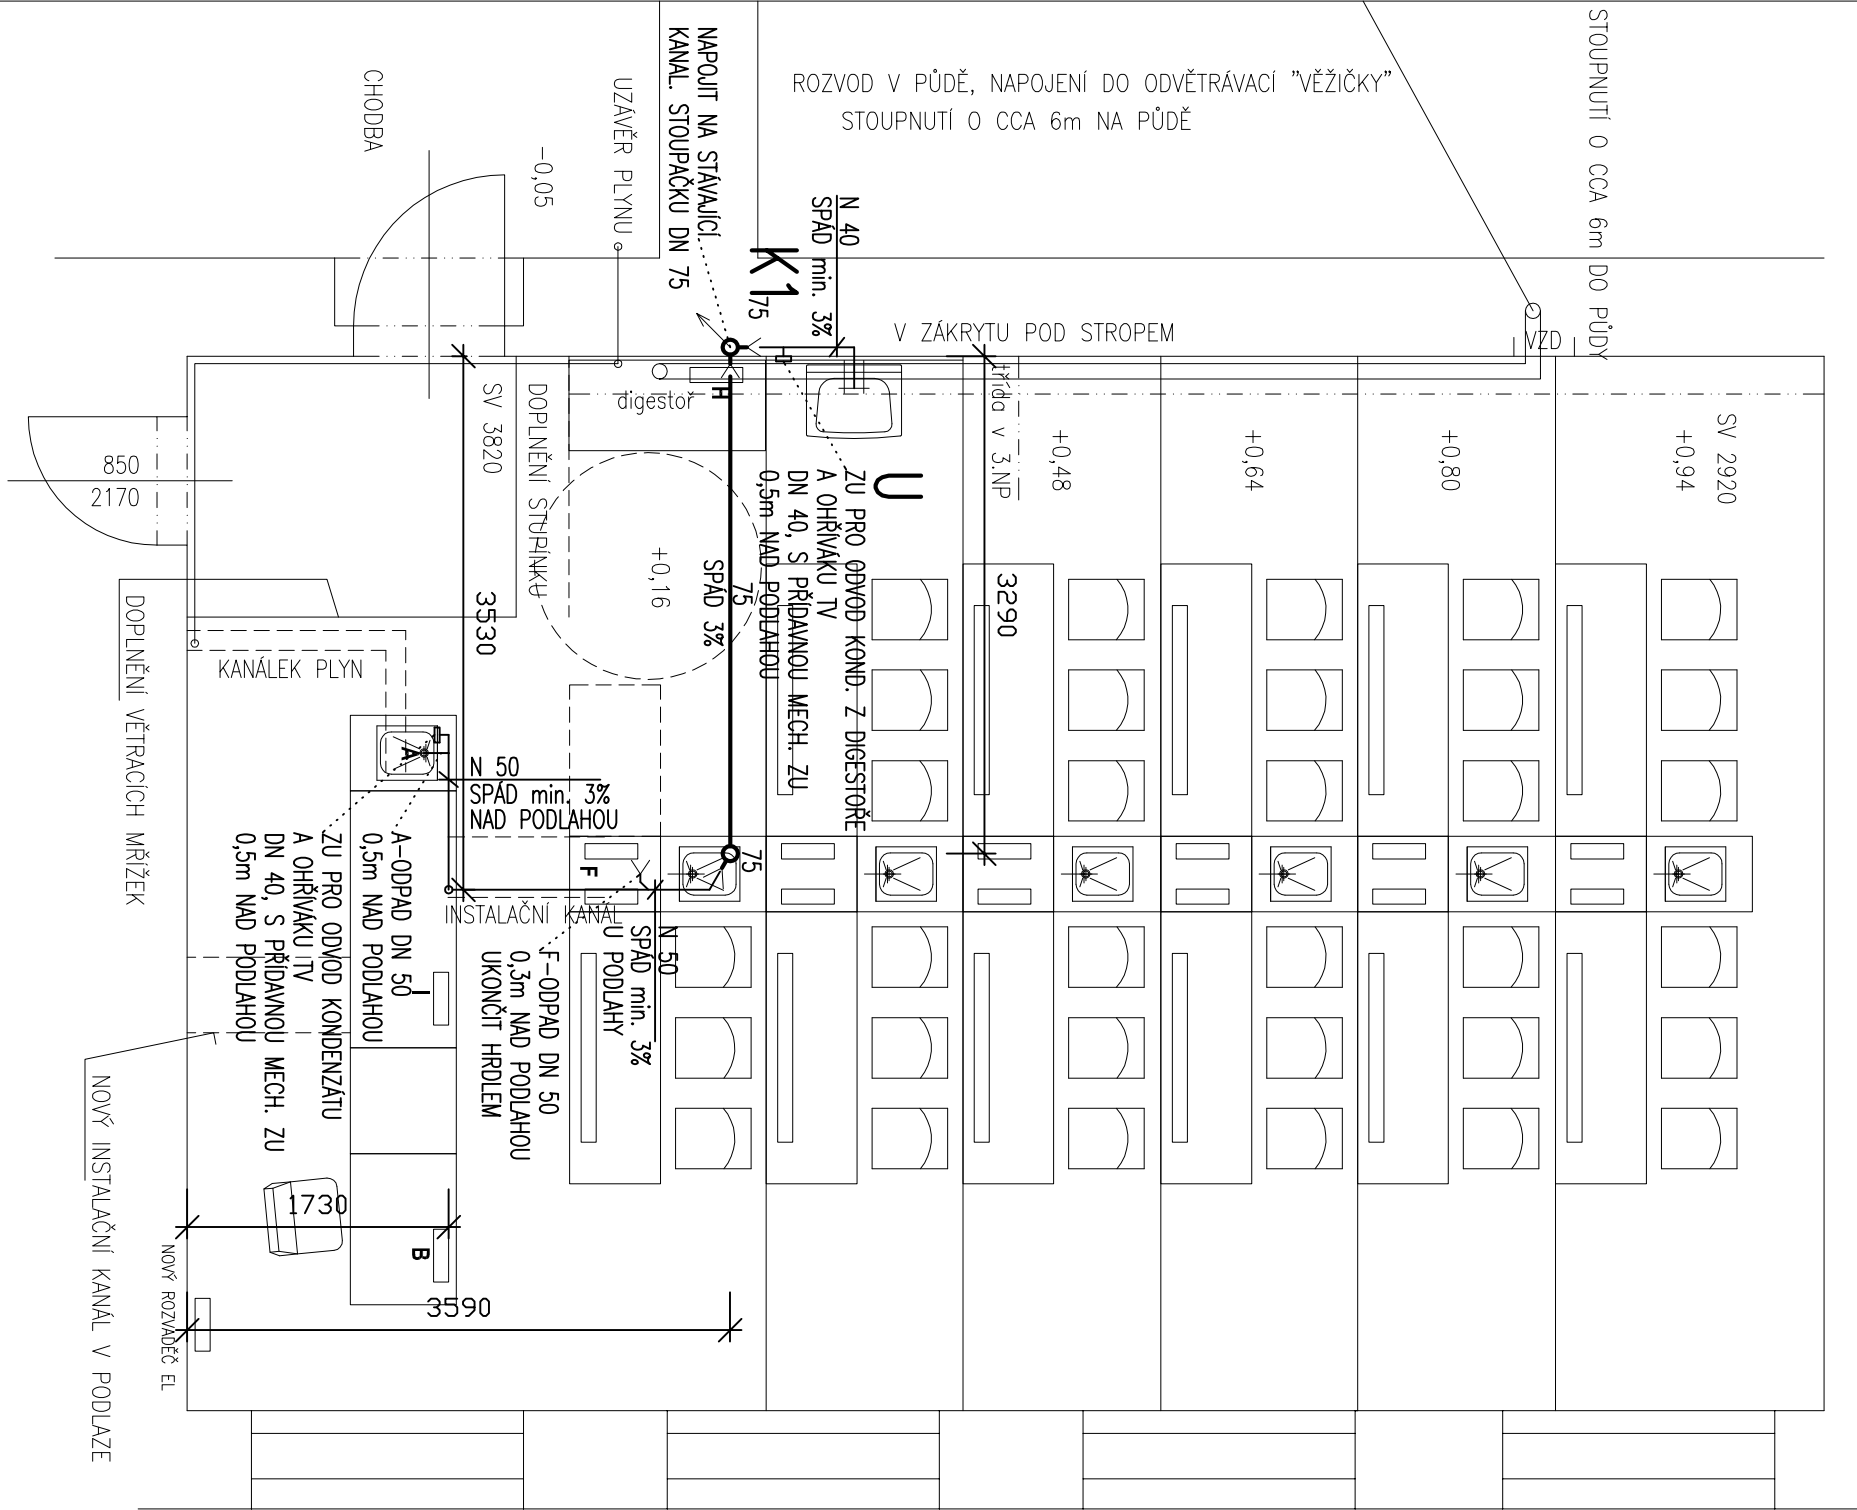 ROZVOD V PŮDĚ, NAPOJENÍ DO ODVĚTRÁVACÍ "VĚŽIČKY"
STOUPNUTÍ O CCA 6m NA PŮDĚ
STOUPNUTÍ O CCA 6m DO PŮDY
NAPOJIT NA STÁVAJÍCÍ
KANAL. STOUPAČKU DN 75
UZÁVĚR PLYNU
CHODBA
-0,05
N 40
SPÁD min. 3%
K1
75
V ZÁKRYTU POD STROPEM
VZD
SV 2920
+0,94
+0,80
+0,64
+0,48
třída v 3.NP
U
digestoř
H
SV 3820
DOPLNĚNÍ STUPÍNKU
850
2170
ZU PRO ODVOD KOND. Z DIGESTOŘE
A OHŘÍVÁKU TV
DN 40, S PŘÍDAVNOU MECH. ZU
0,5m NAD PODLAHOU
+0,16
75
SPÁD 3%
3290
3530
KANÁLEK PLYN
DOPLNĚNÍ VĚTRACÍCH MŘÍŽEK
A
N 50
SPÁD min. 3%
NAD PODLAHOU
75
F
INSTALAČNÍ KANÁL
A-ODPAD DN 50
0,5m NAD PODLAHOU
ZU PRO ODVOD KONDENZÁTU
A OHŘÍVÁKU TV
DN 40, S PŘÍDAVNOU MECH. ZU
0,5m NAD PODLAHOU
N 50
SPÁD min. 3%
U PODLAHY
F-ODPAD DN 50
0,3m NAD PODLAHOU
UKONČIT HRDLEM
I
1730
B
3590
NOVÝ ROZVADĚČ EL
NOVÝ INSTALAČNÍ KANÁL V PODLAZE